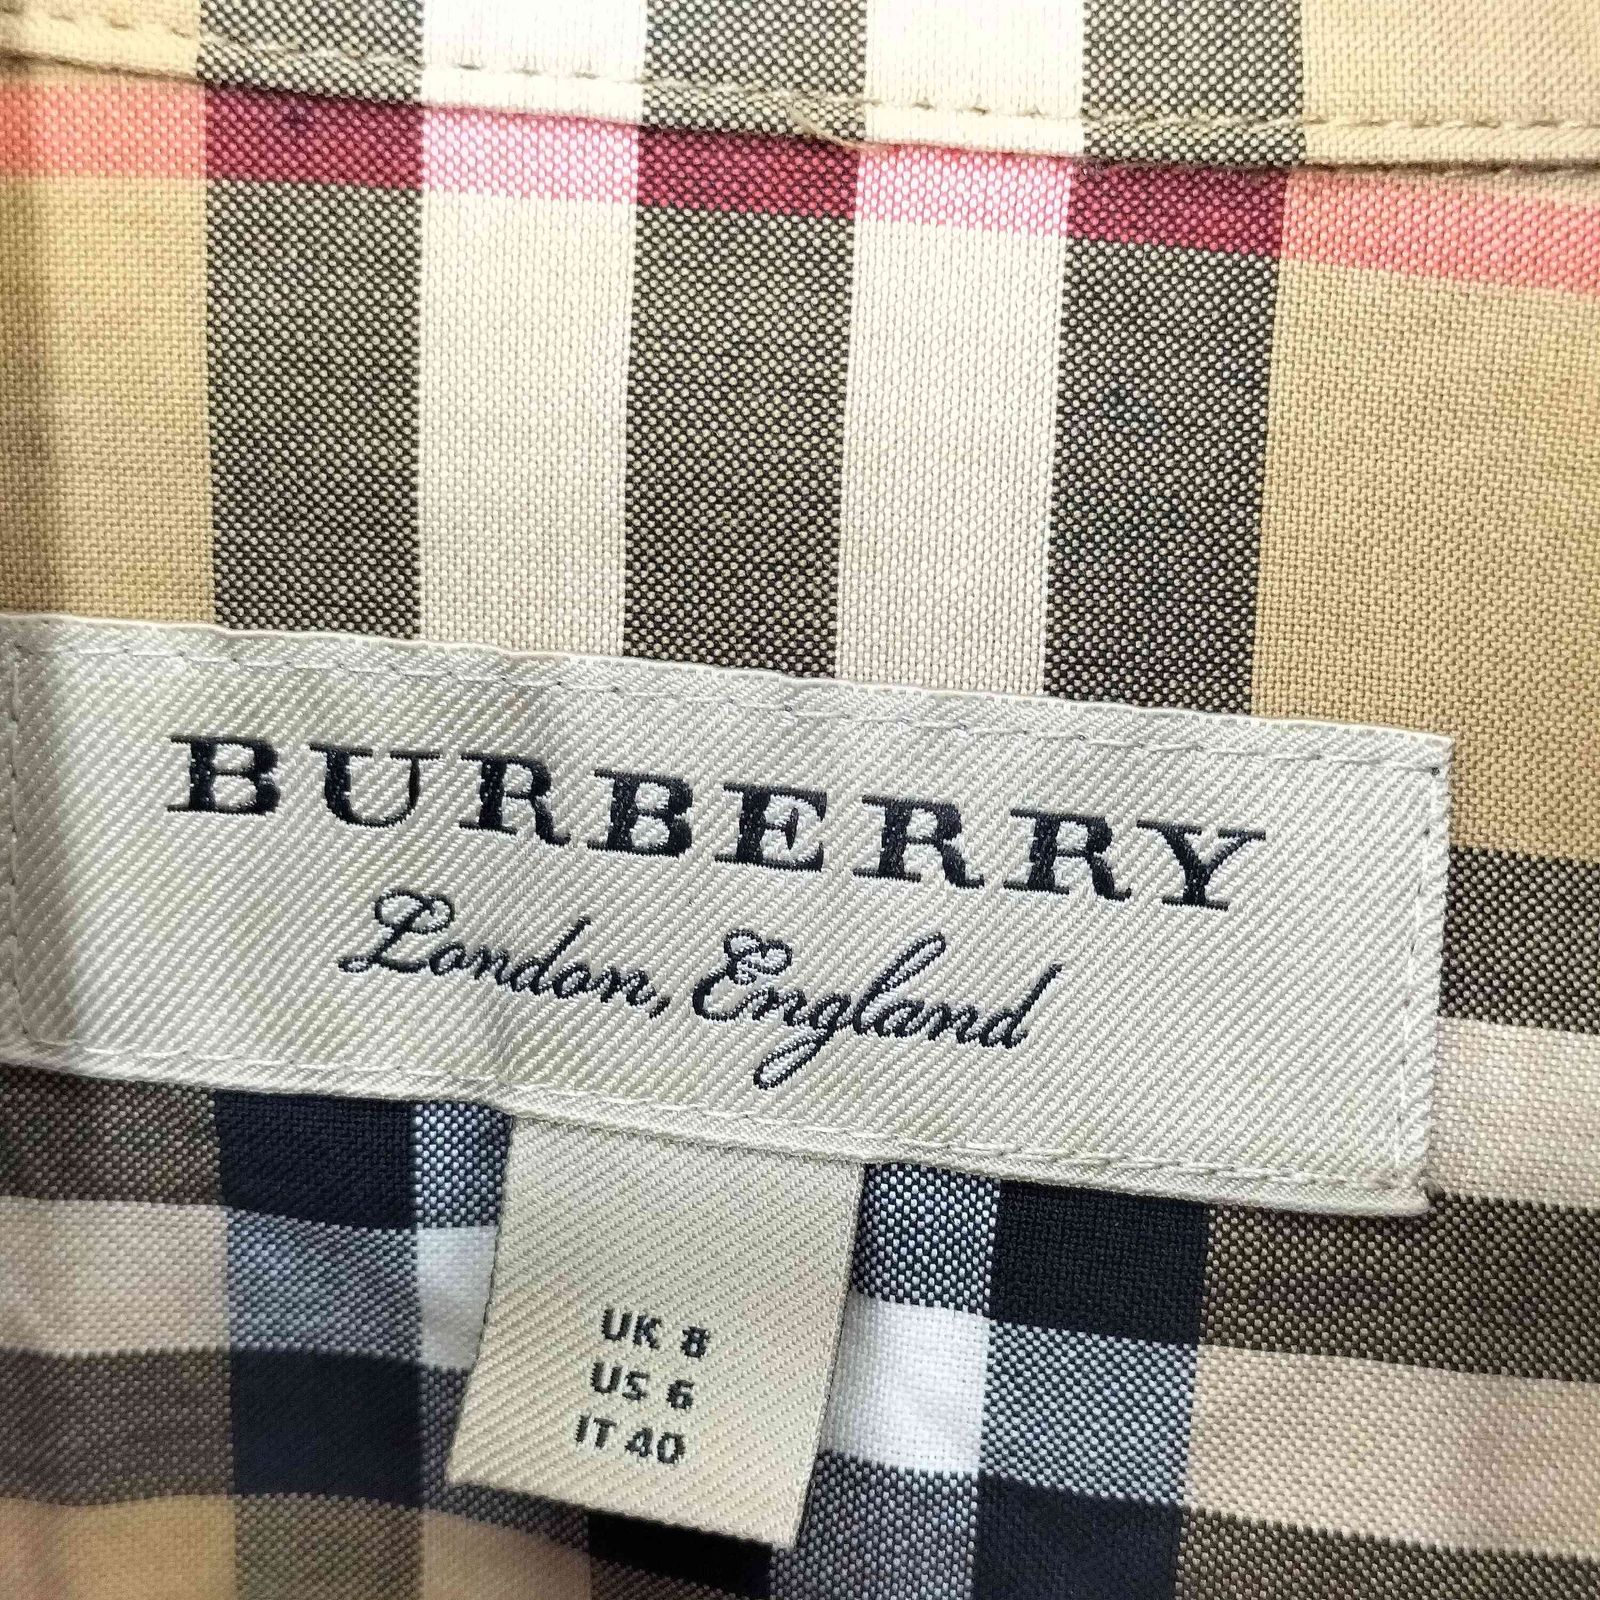 BURBERRY
London, England
UK 8
US 6
IT 40